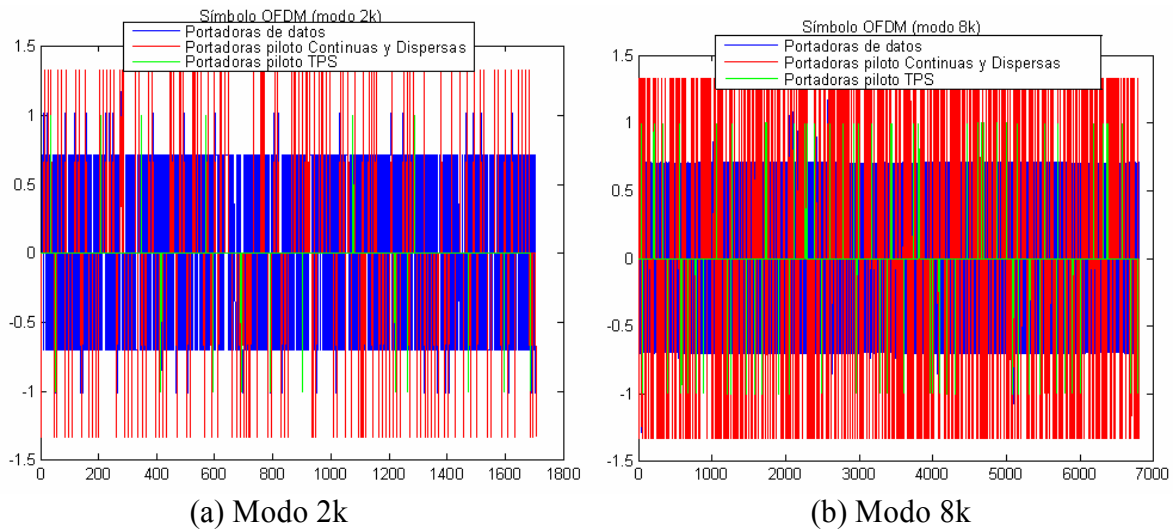 Símbolo OFDM (modo 2k)
Portadoras de datos
Portadoras piloto Continuas y Dispersas
Portadoras piloto TPS
1.5
1
0.5
0
-0.5
-1
-1.5
0 200 400 600 800 1000 1200 1400 1600 1800
(a) Modo 2k
Símbolo OFDM (modo 8k)
Portadoras de datos
Portadoras piloto Continuas y Dispersas
Portadoras piloto TPS
1.5
1
0.5
0
-0.5
-1
-1.5
0 1000 2000 3000 4000 5000 6000 7000
(b) Modo 8k